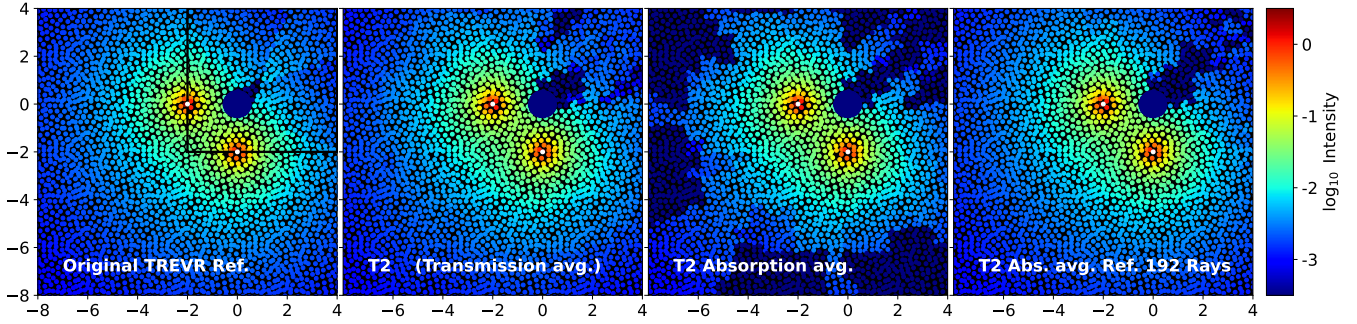 4
2
0
−2
−4
−6
−8
Original TREVR Ref.
T2 (Transmission avg.)
T2 Absorption avg.
T2 Abs. avg. Ref. 192 Rays
−8 −6 −4 −2 0 2 4
−6 −4 −2 0 2 4
−6 −4 −2 0 2 4
−6 −4 −2 0 2 4
0
-1
-2
-3
log10 Intensity